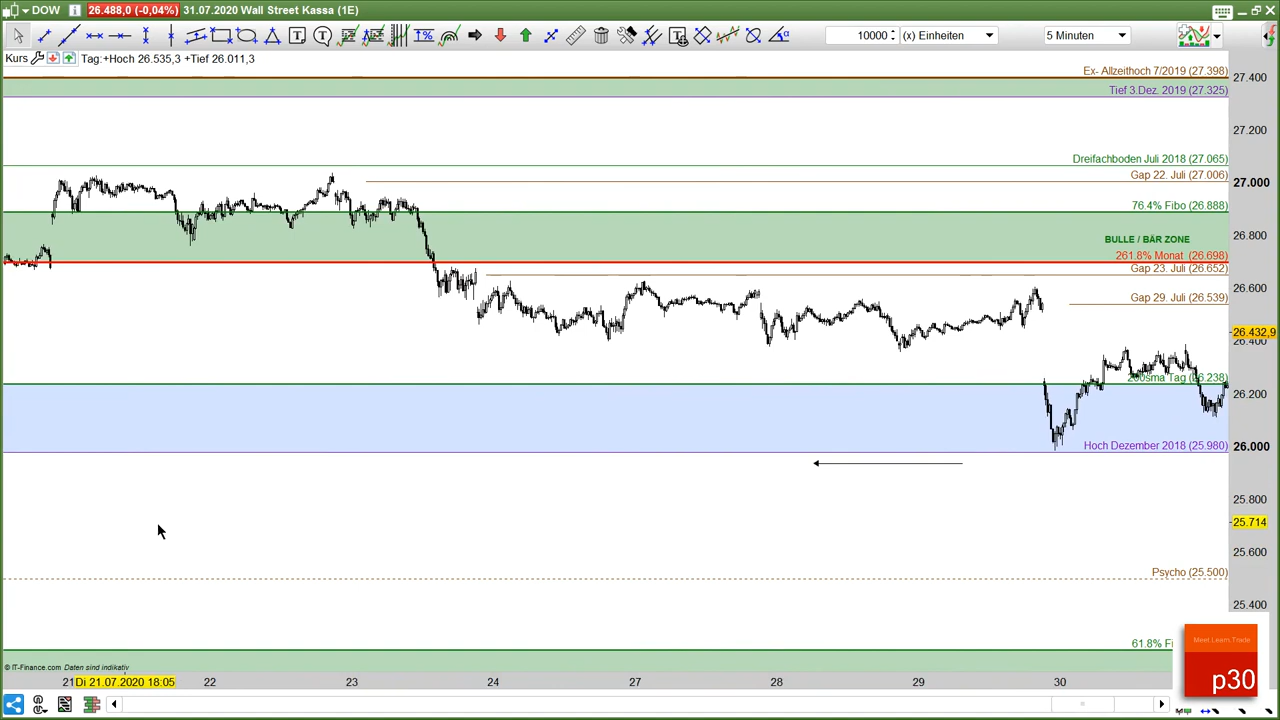 DOW 26.488,0 (-0,04%) 31.07.2020 Wall Street Kassa (1E)
10000 (x) Einheiten 5 Minuten
Kurs Tag:+Hoch 26.535,3 +Tief 26.011,3
Ex- Allzeithoch 7/2019 (27.398)
27.400
Tief 3.Dez. 2019 (27.325)
27.200
Dreifachboden Juli 2018 (27.065)
Gap 22. Juli (27.006)
27.000
76.4% Fibo (26.888)
26.800
BULLE / BÄR ZONE
261.8% Monat (26.698)
Gap 23. Juli (26.652)
26.600
Gap 29. Juli (26.539)
26.432,9
26.400
200sma Tag (26.238)
26.200
Hoch Dezember 2018 (25.980)
26.000
25.800
25.714
25.600
Psycho (25.500)
25.400
61.8% Fi
Meet.Learn.Trade
p30
© IT-Finance.com Daten sind indikativ
21 Di 21.07.2020 18:05 22 23 24 27 28 29 30